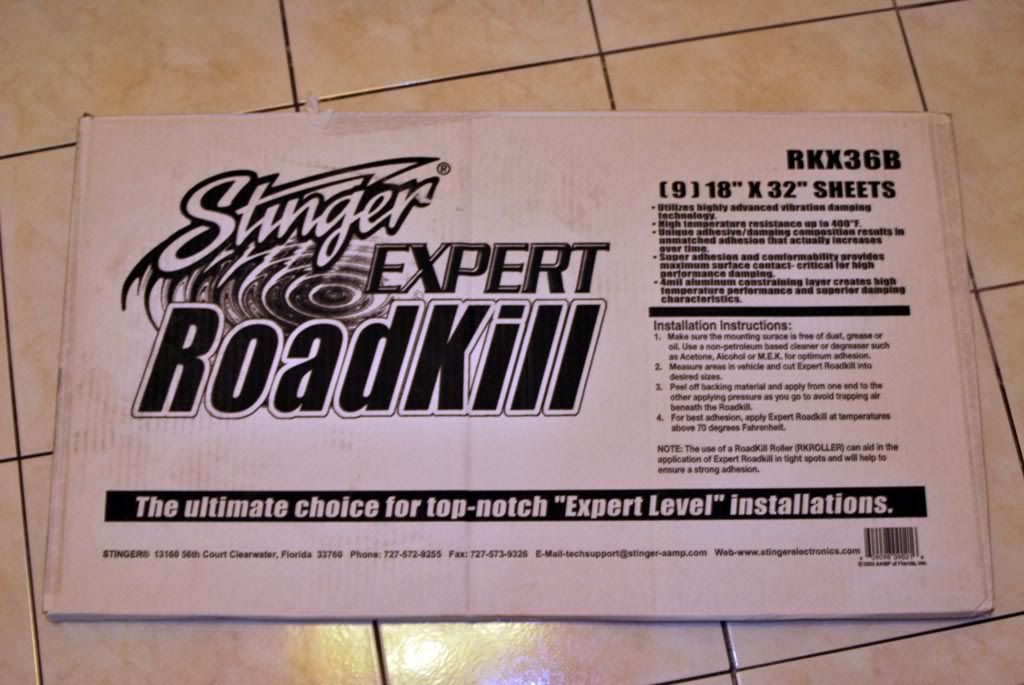 Stinger®
EXPERT
RoadKill
RKX36B
(9) 18" X 32" SHEETS
• Utilizes highly advanced vibration damping
technology.
• High temperature resistance up to 400°F.
• Unique adhesive/damping composition results in
unmatched adhesion that actually increases
over time.
• Super adhesion and comformability provides
maximum surface contact- critical for high
performance damping.
• 4mil aluminum constraining layer creates high
temperature performance and superior damping
characteristics.
Installation Instructions:
1. Make sure the mounting surace is free of dust, grease or
oil. Use a non-petroleum based cleaner or degreaser such
as Acetone, Alcohol or M.E.K. for optimum adhesion.
2. Measure areas in vehicle and cut Expert Roadkill into
desired sizes.
3. Peel off backing material and apply from one end to the
other applying pressure as you go to avoid trapping air
beneath the Roadkill.
4. For best adhesion, apply Expert Roadkill at temperatures
above 70 degrees Fahrenheit.
NOTE: The use of a RoadKill Roller (RKROLLER) can aid in the
application of Expert Roadkill in tight spots and will help to
ensure a strong adhesion.
The ultimate choice for top-notch "Expert Level" installations.
STINGER® 13160 56th Court Clearwater, Florida 33760 Phone: 727-572-9255 Fax: 727-573-9326 E-Mail-techsupport@stinger-aamp.com Web-www.stingerelectronics.com
©2003 AAMP of Florida, Inc.